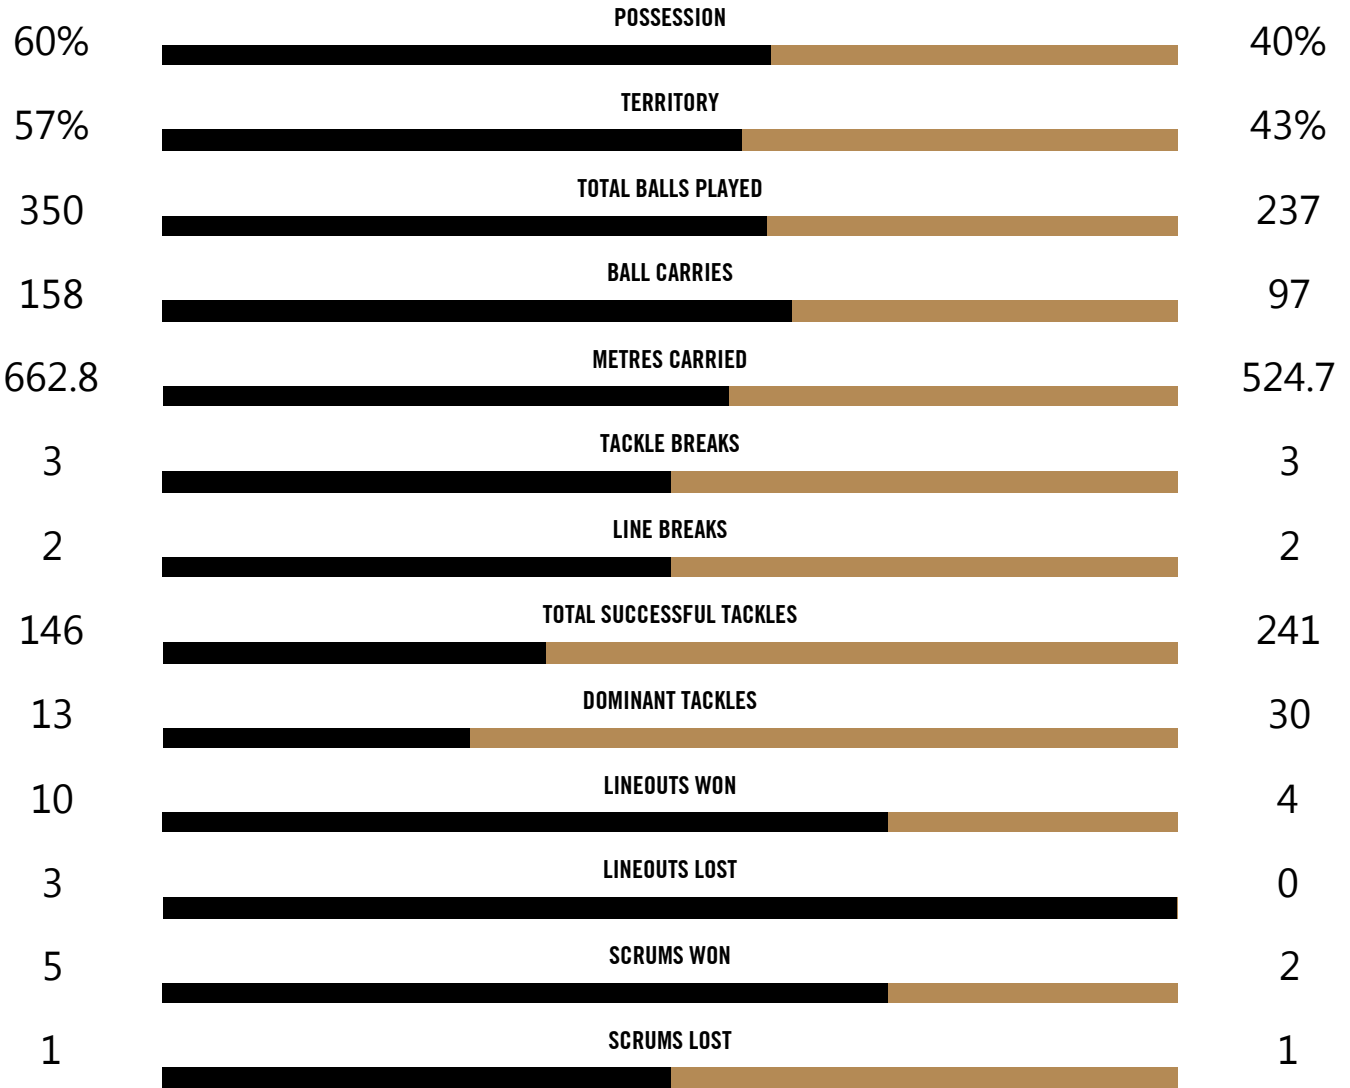 POSSESSION
60% 40%
TERRITORY
57% 43%
TOTAL BALLS PLAYED
350 237
BALL CARRIES
158 97
METRES CARRIED
662.8 524.7
TACKLE BREAKS
3 3
LINE BREAKS
2 2
TOTAL SUCCESSFUL TACKLES
146 241
DOMINANT TACKLES
13 30
LINEOUTS WON
10 4
LINEOUTS LOST
3 0
SCRUMS WON
5 2
SCRUMS LOST
1 1